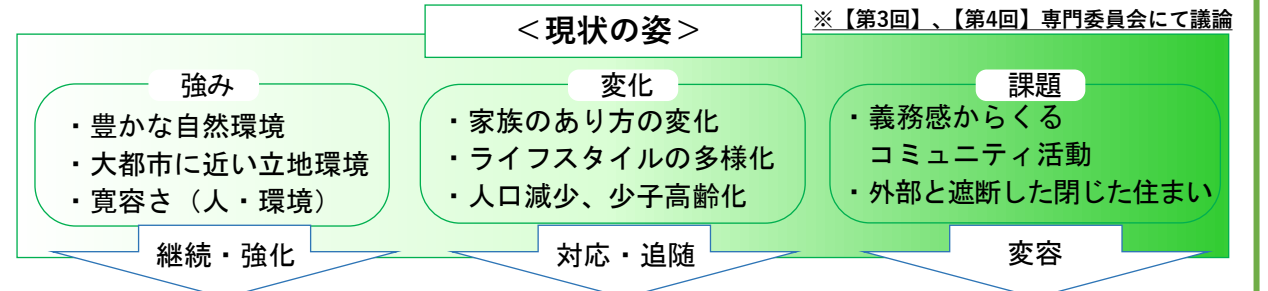 ＜現状の姿＞
※【第3回】、【第4回】専門委員会にて議論
強み
・豊かな自然環境
・大都市に近い立地環境
・寛容さ（人・環境）
継続・強化
変化
・家族のあり方の変化
・ライフスタイルの多様化
・人口減少、少子高齢化
対応・追随
課題
・義務感からくる
コミュニティ活動
・外部と遮断した閉じた住まい
変容